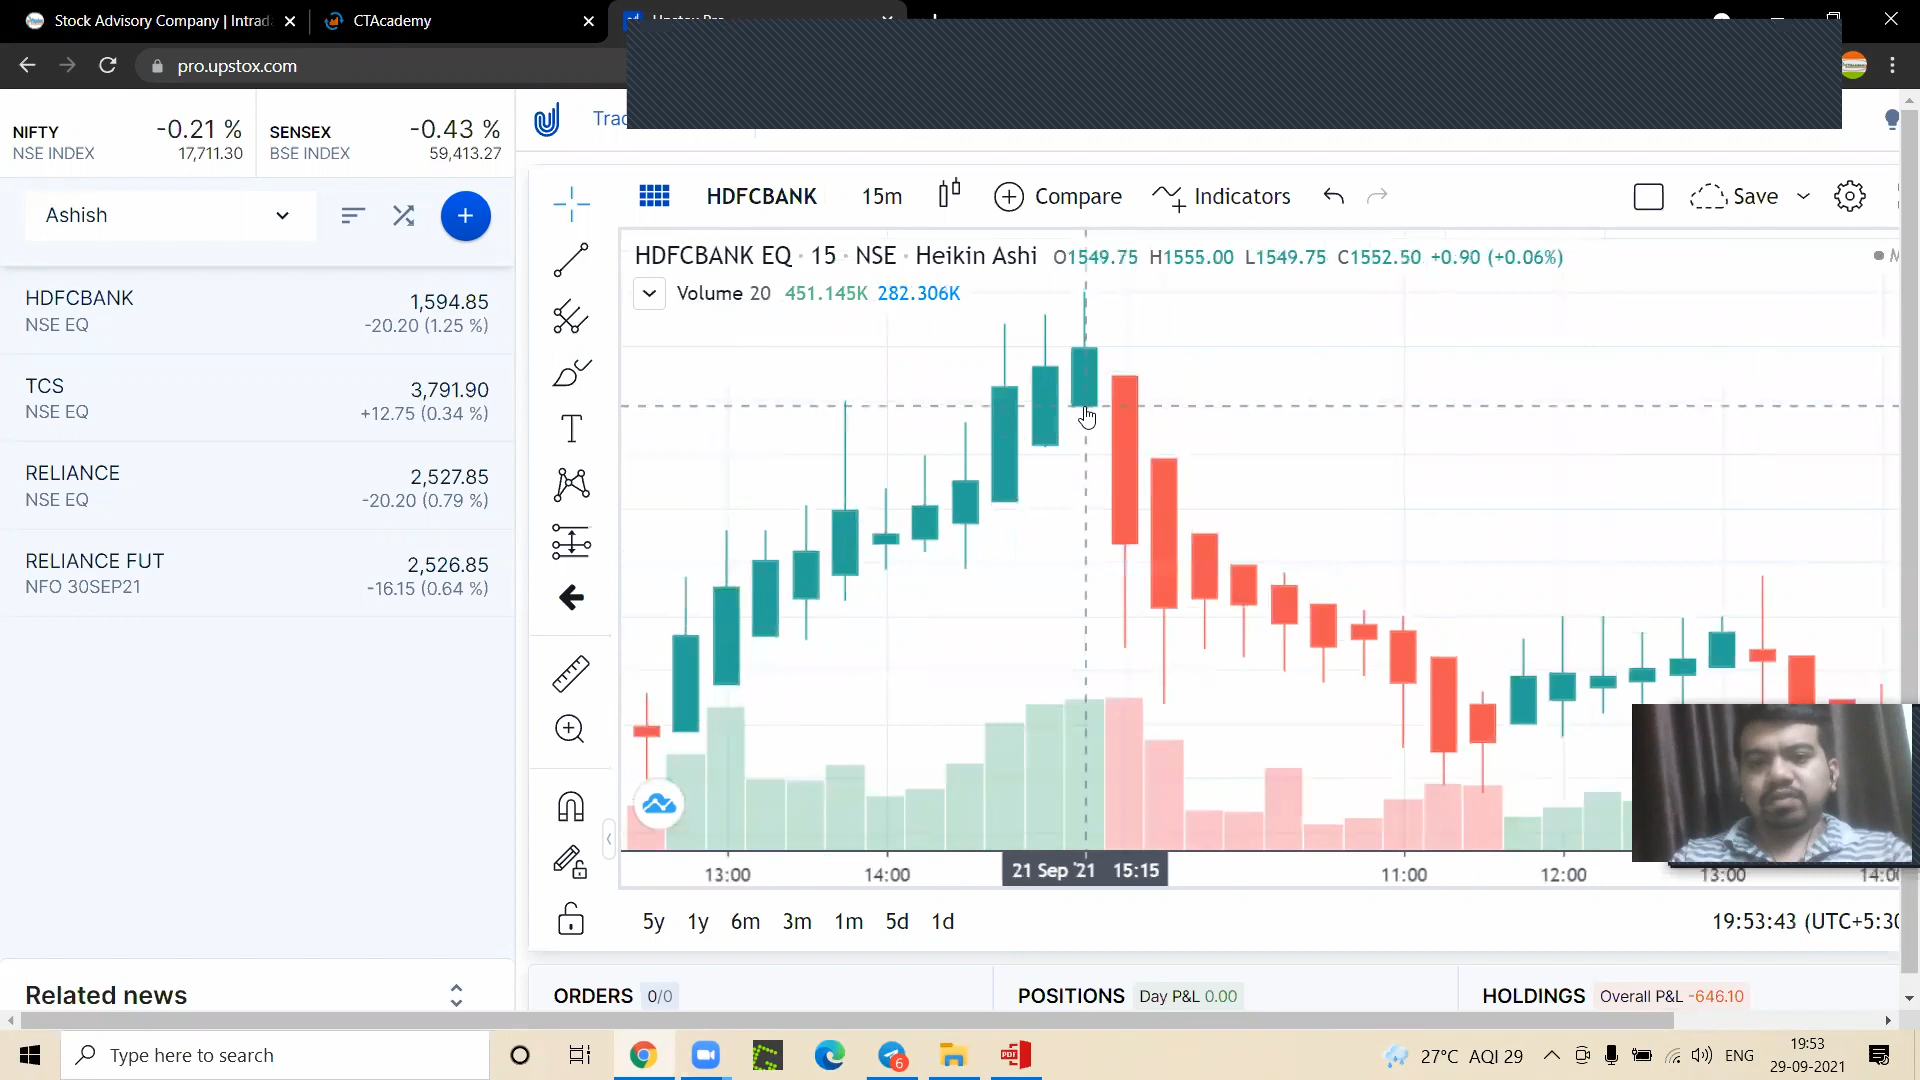 Stock Advisory Company | Intrada
CTAcademy
pro.upstox.com
NIFTY -0.21 %
NSE INDEX 17,711.30
SENSEX -0.43 %
BSE INDEX 59,413.27
Ashish
HDFCBANK 1,594.85
NSE EQ -20.20 (1.25 %)
TCS 3,791.90
NSE EQ +12.75 (0.34 %)
RELIANCE 2,527.85
NSE EQ -20.20 (0.79 %)
RELIANCE FUT 2,526.85
NFO 30SEP21 -16.15 (0.64 %)
Related news
HDFCBANK 15m Compare Indicators Save
HDFCBANK EQ · 15 · NSE · Heikin Ashi O1549.75 H1555.00 L1549.75 C1552.50 +0.90 (+0.06%)
Volume 20 451.145K 282.306K
13:00 14:00 21 Sep '21 15:15 11:00 12:00 13:00 14:00
5y 1y 6m 3m 1m 5d 1d 19:53:43 (UTC+5:30
ORDERS 0/0 POSITIONS Day P&L 0.00 HOLDINGS Overall P&L -646.10
Type here to search
6
PDF
27°C AQI 29
ENG
19:53
29-09-2021